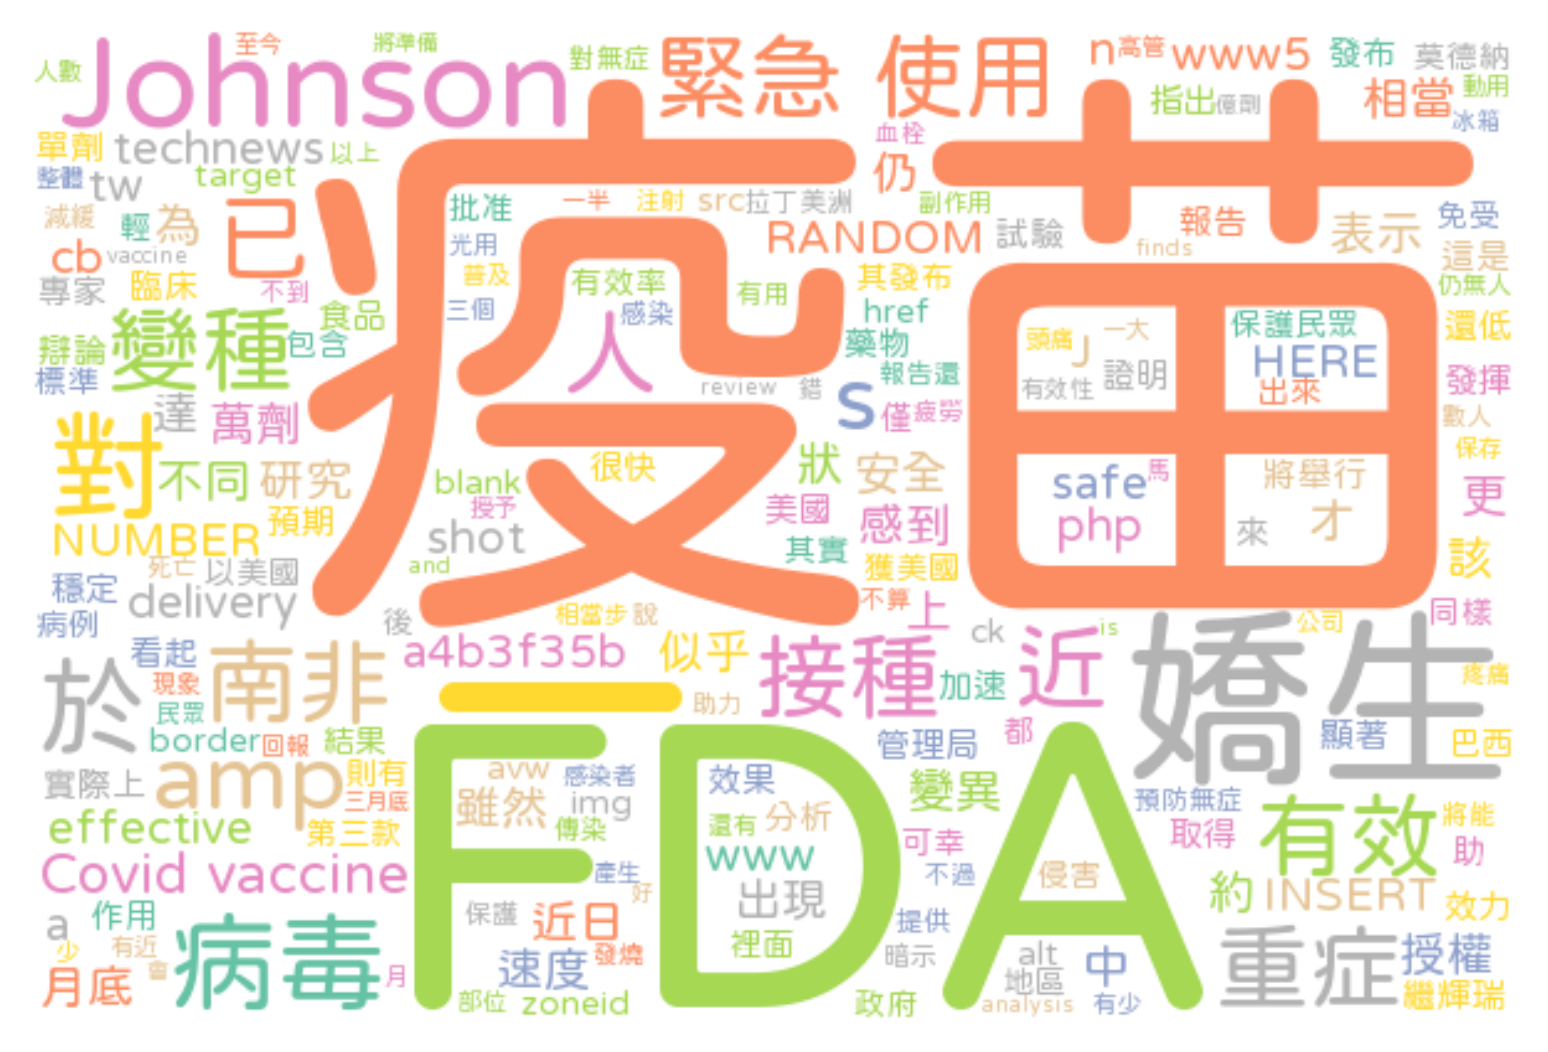 人數 Johnson 至今 將準備 對無症 緊急 使用 n 高管 www5 發布 莫德納
單劑 technews 以上 指出 億劑 相當 動用 冰箱
整體 tw target 血栓 仍
減緩 輕 為 已 批准 一半 注射 src 拉丁美洲 副作用 報告 表示 免受
cb vaccine 光用 RANDOM 試驗 finds 這是
專家 臨床 不到 普及 有效率 有用 其發布 仍無人
變種 食品 三個 感染 href 保護民眾 還低
辯論 包含 人 藥物 頭痛 J 一大 HERE
標準 review 錯 報告還 有效性 證明 出來 發揮
達 萬劑 s 僅 疲勞 數人
對 疫苗 狀 保存
不同 研究 blank 很快 安全 safe 馬 將舉行 更
預期 授予 美國 感到 php 來 才
NUMBER shot 其實 該
死亡 以美國 and 獲美國
穩定 delivery 不算
病例 後 相當步 說 上 ck is 公司 同樣
看起 南非 a4b3f35b 似乎 接種 加速 近 嬌生 疼痛
於 現象 一 助力
民眾 border 回報 結果 FDA 管理局 都 顯著 巴西
實際上 amp 則有 三月底 avw 感染者 效果 變異 預防無症
雖然 img 有效 將能
effective 第三款 傳染 還有 分析 可幸 取得 助
Covid vaccine 產生 www 不過 侵害
a 作用 好 出現 約 INSERT 效力
少 有近 保護 近日 提供
月底 會 病毒 月 速度 發燒 裡面 暗示 alt 中 重症 授權
部位 zoneid 政府 地區 analysis 有少 繼輝瑞